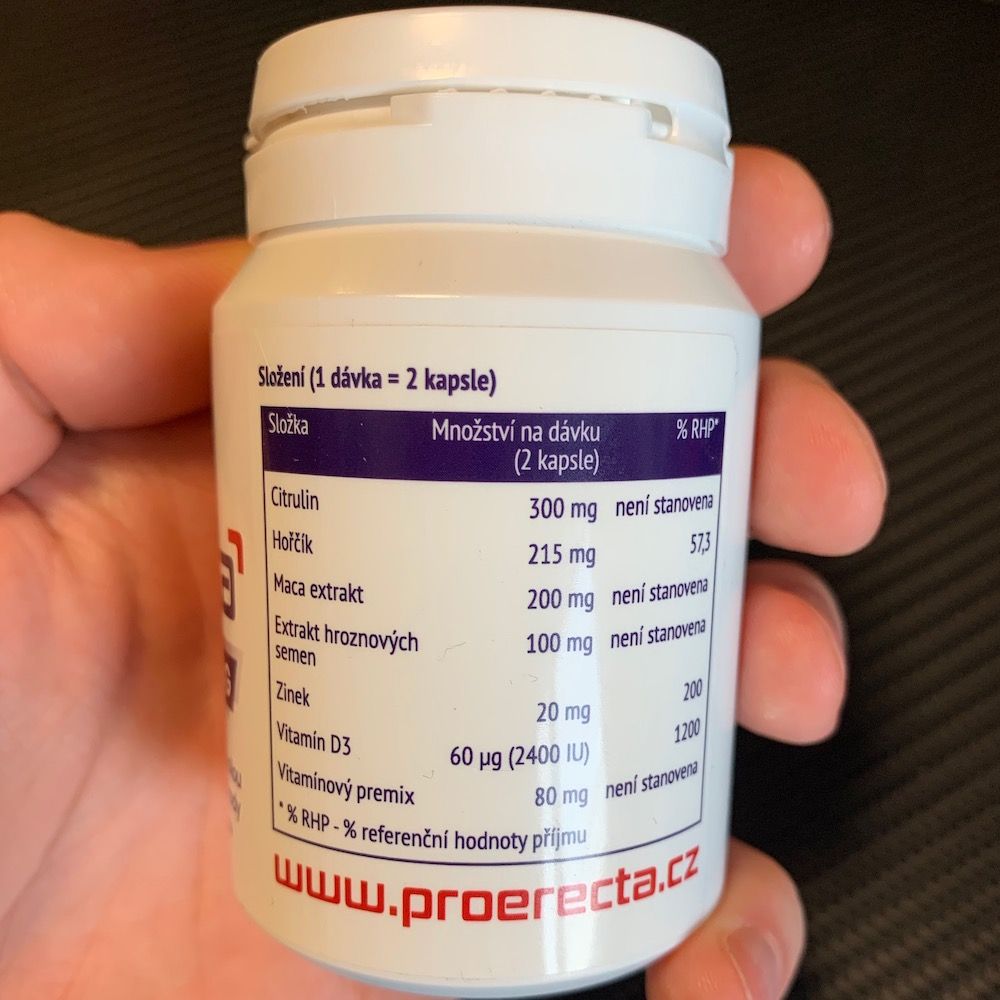 Složení (1 dávka = 2 kapsle)
Složka Množství na dávku % RHP*
(2 kapsle)
Citrulin 300 mg není stanovena
Hořčík 215 mg 57,3
Maca extrakt 200 mg není stanovena
Extrakt hroznových 100 mg není stanovena
semen
Zinek 20 mg 200
Vitamín D3 60 µg (2400 IU) 1200
Vitamínový premix 80 mg není stanovena
* % RHP - % referenční hodnoty příjmu
www.proerecta.cz